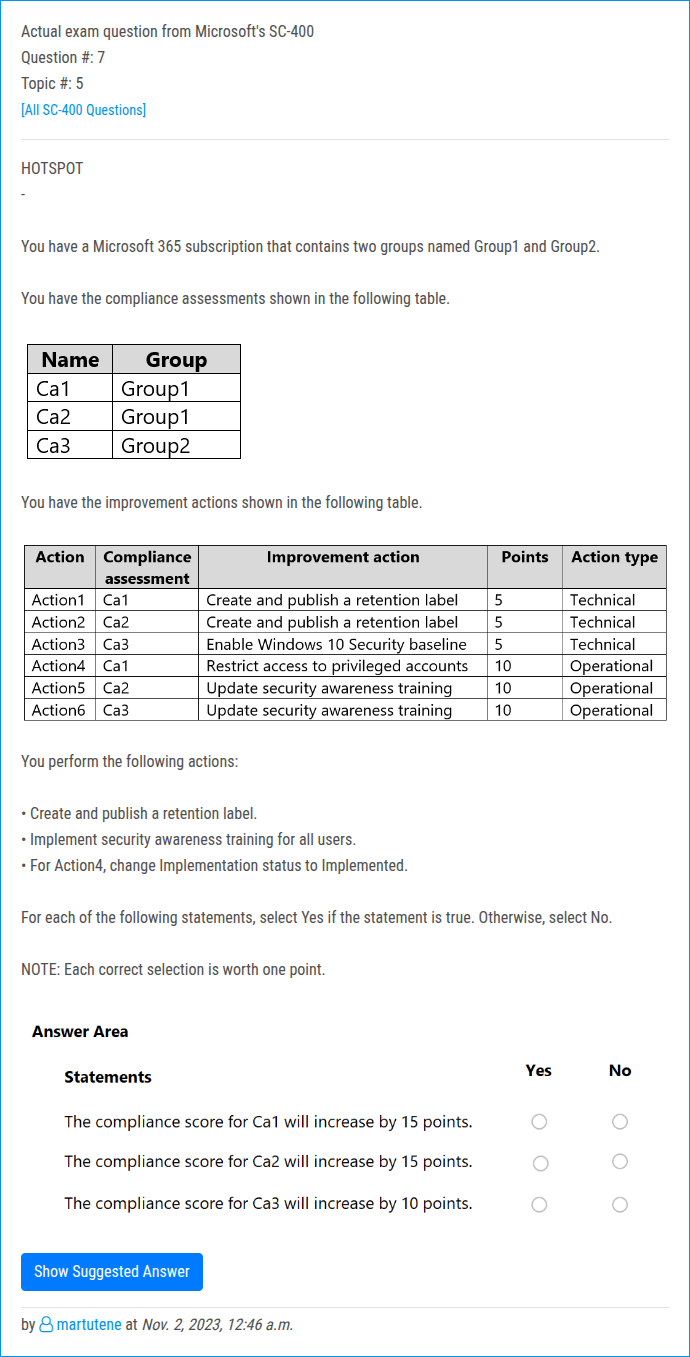 Actual exam question from Microsoft's SC-400
Question #: 7
Topic #: 5
[All SC-400 Questions]
HOTSPOT
-
You have a Microsoft 365 subscription that contains two groups named Group1 and Group2.
You have the compliance assessments shown in the following table.
Name Group
Ca1 Group1
Ca2 Group1
Ca3 Group2
You have the improvement actions shown in the following table.
Action Compliance assessment Improvement action Points Action type
Action1 Ca1 Create and publish a retention label 5 Technical
Action2 Ca2 Create and publish a retention label 5 Technical
Action3 Ca3 Enable Windows 10 Security baseline 5 Technical
Action4 Ca1 Restrict access to privileged accounts 10 Operational
Action5 Ca2 Update security awareness training 10 Operational
Action6 Ca3 Update security awareness training 10 Operational
You perform the following actions:
• Create and publish a retention label.
• Implement security awareness training for all users.
• For Action4, change Implementation status to Implemented.
For each of the following statements, select Yes if the statement is true. Otherwise, select No.
NOTE: Each correct selection is worth one point.
Answer Area
Statements Yes No
The compliance score for Ca1 will increase by 15 points.
The compliance score for Ca2 will increase by 15 points.
The compliance score for Ca3 will increase by 10 points.
Show Suggested Answer
by martutene at Nov. 2, 2023, 12:46 a.m.